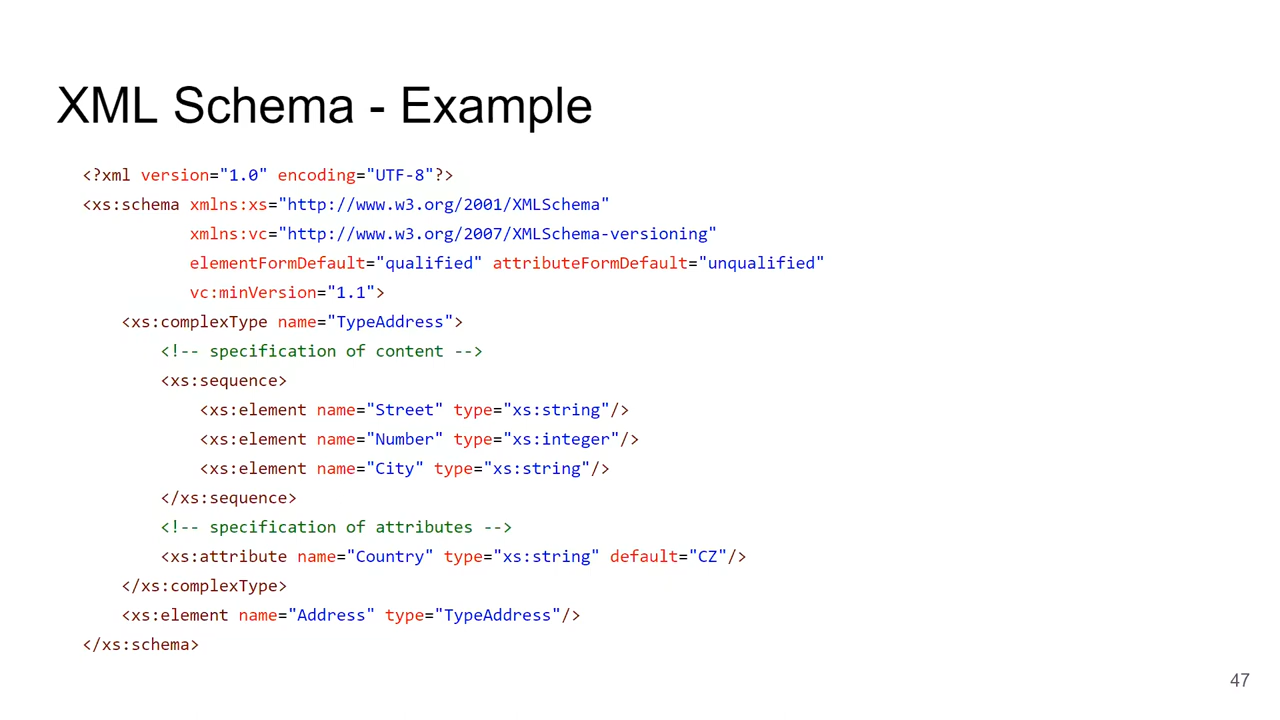 XML Schema - Example
<?xml version="1.0" encoding="UTF-8"?>
<xs:schema xmlns:xs="http://www.w3.org/2001/XMLSchema"
xmlns:vc="http://www.w3.org/2007/XMLSchema-versioning"
elementFormDefault="qualified" attributeFormDefault="unqualified"
vc:minVersion="1.1">
<xs:complexType name="TypeAddress">
<!-- specification of content -->
<xs:sequence>
<xs:element name="Street" type="xs:string"/>
<xs:element name="Number" type="xs:integer"/>
<xs:element name="City" type="xs:string"/>
</xs:sequence>
<!-- specification of attributes -->
<xs:attribute name="Country" type="xs:string" default="CZ"/>
</xs:complexType>
<xs:element name="Address" type="TypeAddress"/>
</xs:schema>
47